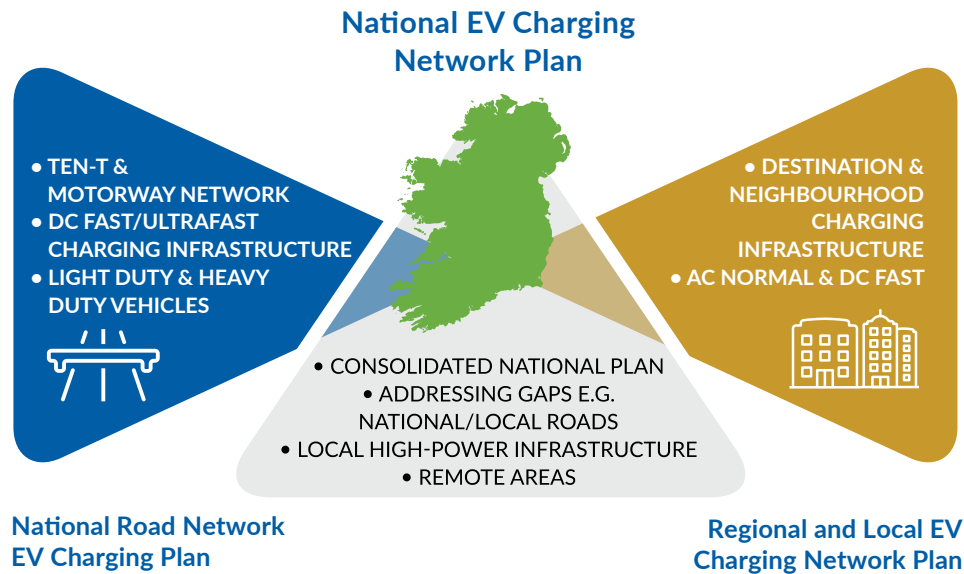 National EV Charging
Network Plan
• TEN-T &
MOTORWAY NETWORK
• DC FAST/ULTRAFAST
CHARGING INFRASTRUCTURE
• LIGHT DUTY & HEAVY
DUTY VEHICLES
• DESTINATION &
NEIGHBOURHOOD
CHARGING
INFRASTRUCTURE
• AC NORMAL & DC FAST
• CONSOLIDATED NATIONAL PLAN
• ADDRESSING GAPS E.G.
NATIONAL/LOCAL ROADS
• LOCAL HIGH-POWER INFRASTRUCTURE
• REMOTE AREAS
National Road Network
EV Charging Plan
Regional and Local EV
Charging Network Plan